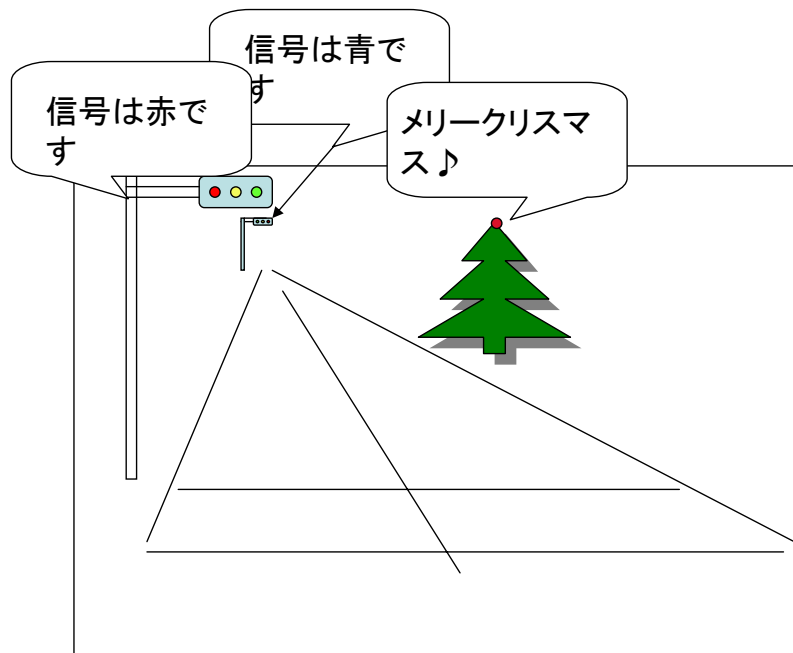 信号は青で
す
信号は赤で
す
メリークリスマ
ス♪